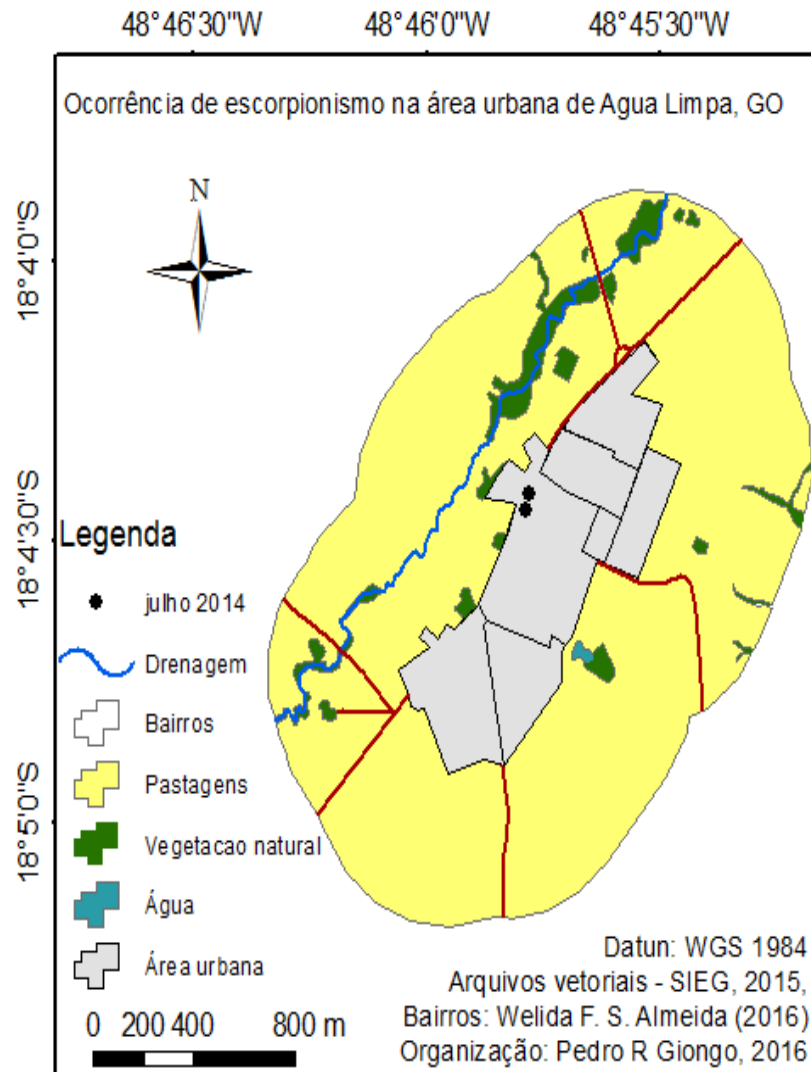 48°46'30"W 48°46'0"W 48°45'30"W
Ocorrência de escorpionismo na área urbana de Agua Limpa, GO
N
18°4'0"S
18°4'30"S
18°5'0"S
Legenda
julho 2014
Drenagem
Bairros
Pastagens
Vegetacao natural
Água
Área urbana
0 200 400 800 m
Datun: WGS 1984
Arquivos vetoriais - SIEG, 2015,
Bairros: Welida F. S. Almeida (2016)
Organização: Pedro R Giongo, 2016